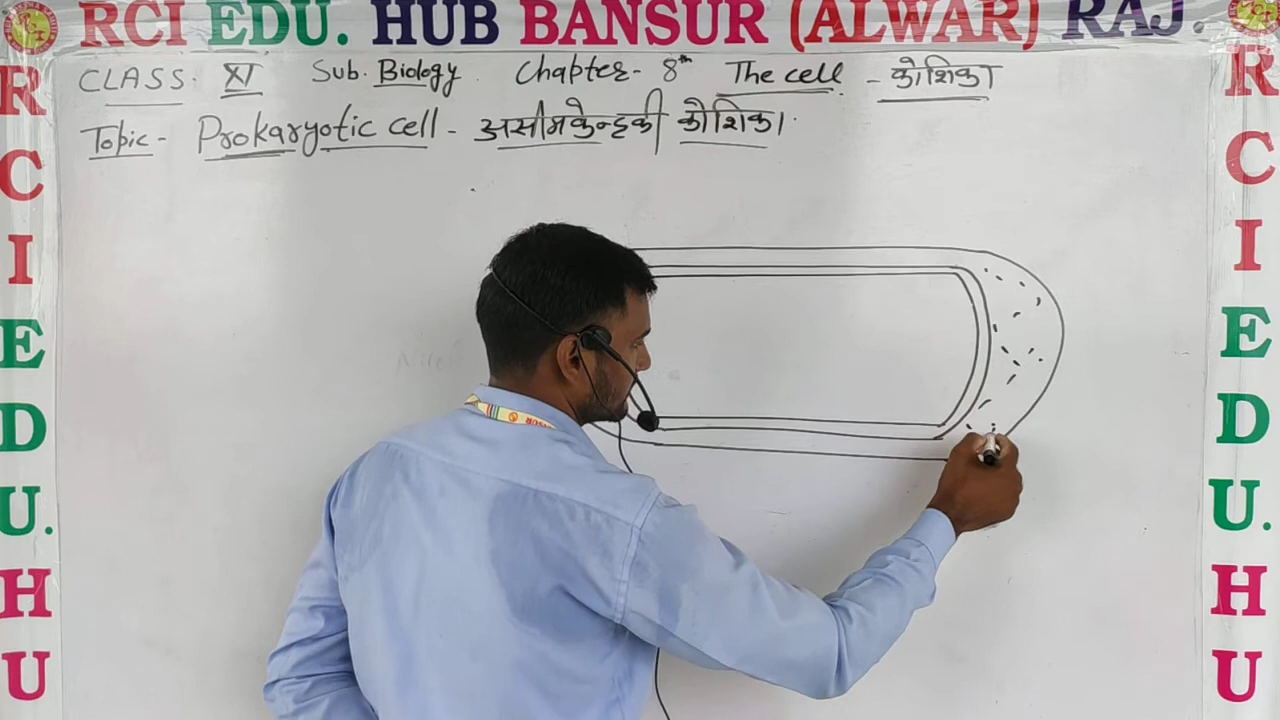 RCI EDU. HUB BANSUR (ALWAR) RAJ.
CLASS. XI Sub. Biology. Chapter- 8th The cell - कोशिका
Topic- Prokaryotic cell - असीमकेन्द्रकी कोशिका.
R
C
I
E
D
U.
H
U
R
C
I
E
D
U.
H
U